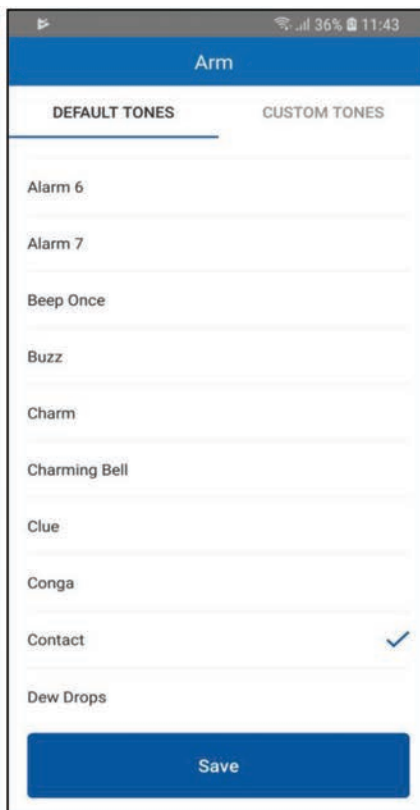 36% 11:43
Arm
DEFAULT TONES CUSTOM TONES
Alarm 6
Alarm 7
Beep Once
Buzz
Charm
Charming Bell
Clue
Conga
Contact
Dew Drops
Save